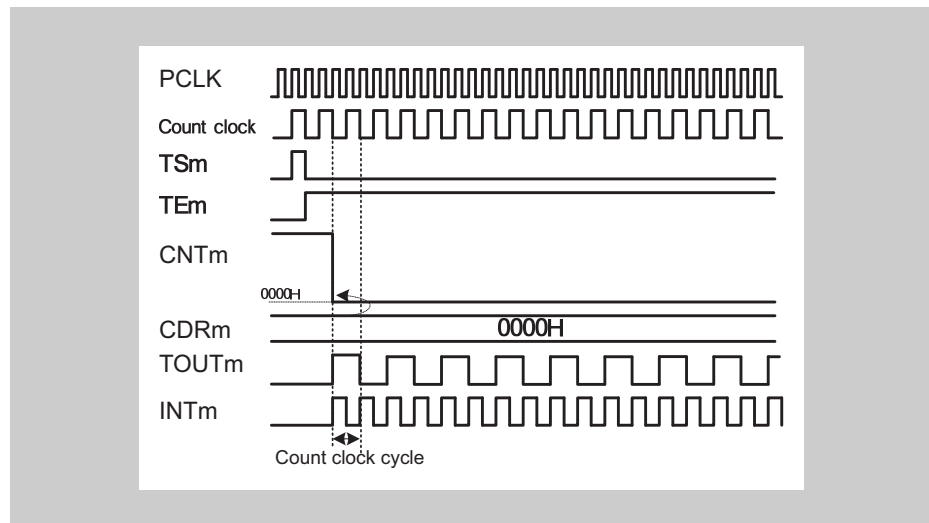 PCLK
Count clock
TSm
TEm
CNTm
0000H
CDRm
0000H
TOUTm
INTm
Count clock cycle